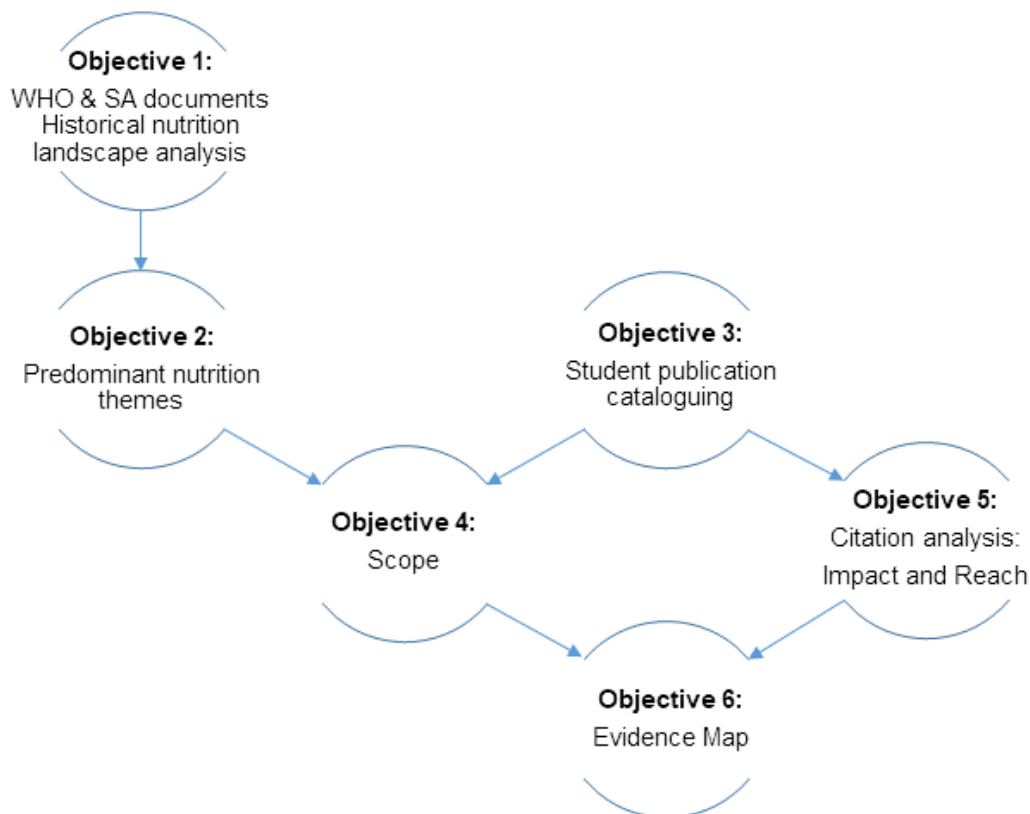 Objective 1:
WHO & SA documents
Historical nutrition
landscape analysis
Objective 2:
Predominant nutrition
themes
Objective 3:
Student publication
cataloguing
Objective 4:
Scope
Objective 5:
Citation analysis:
Impact and Reach
Objective 6:
Evidence Map